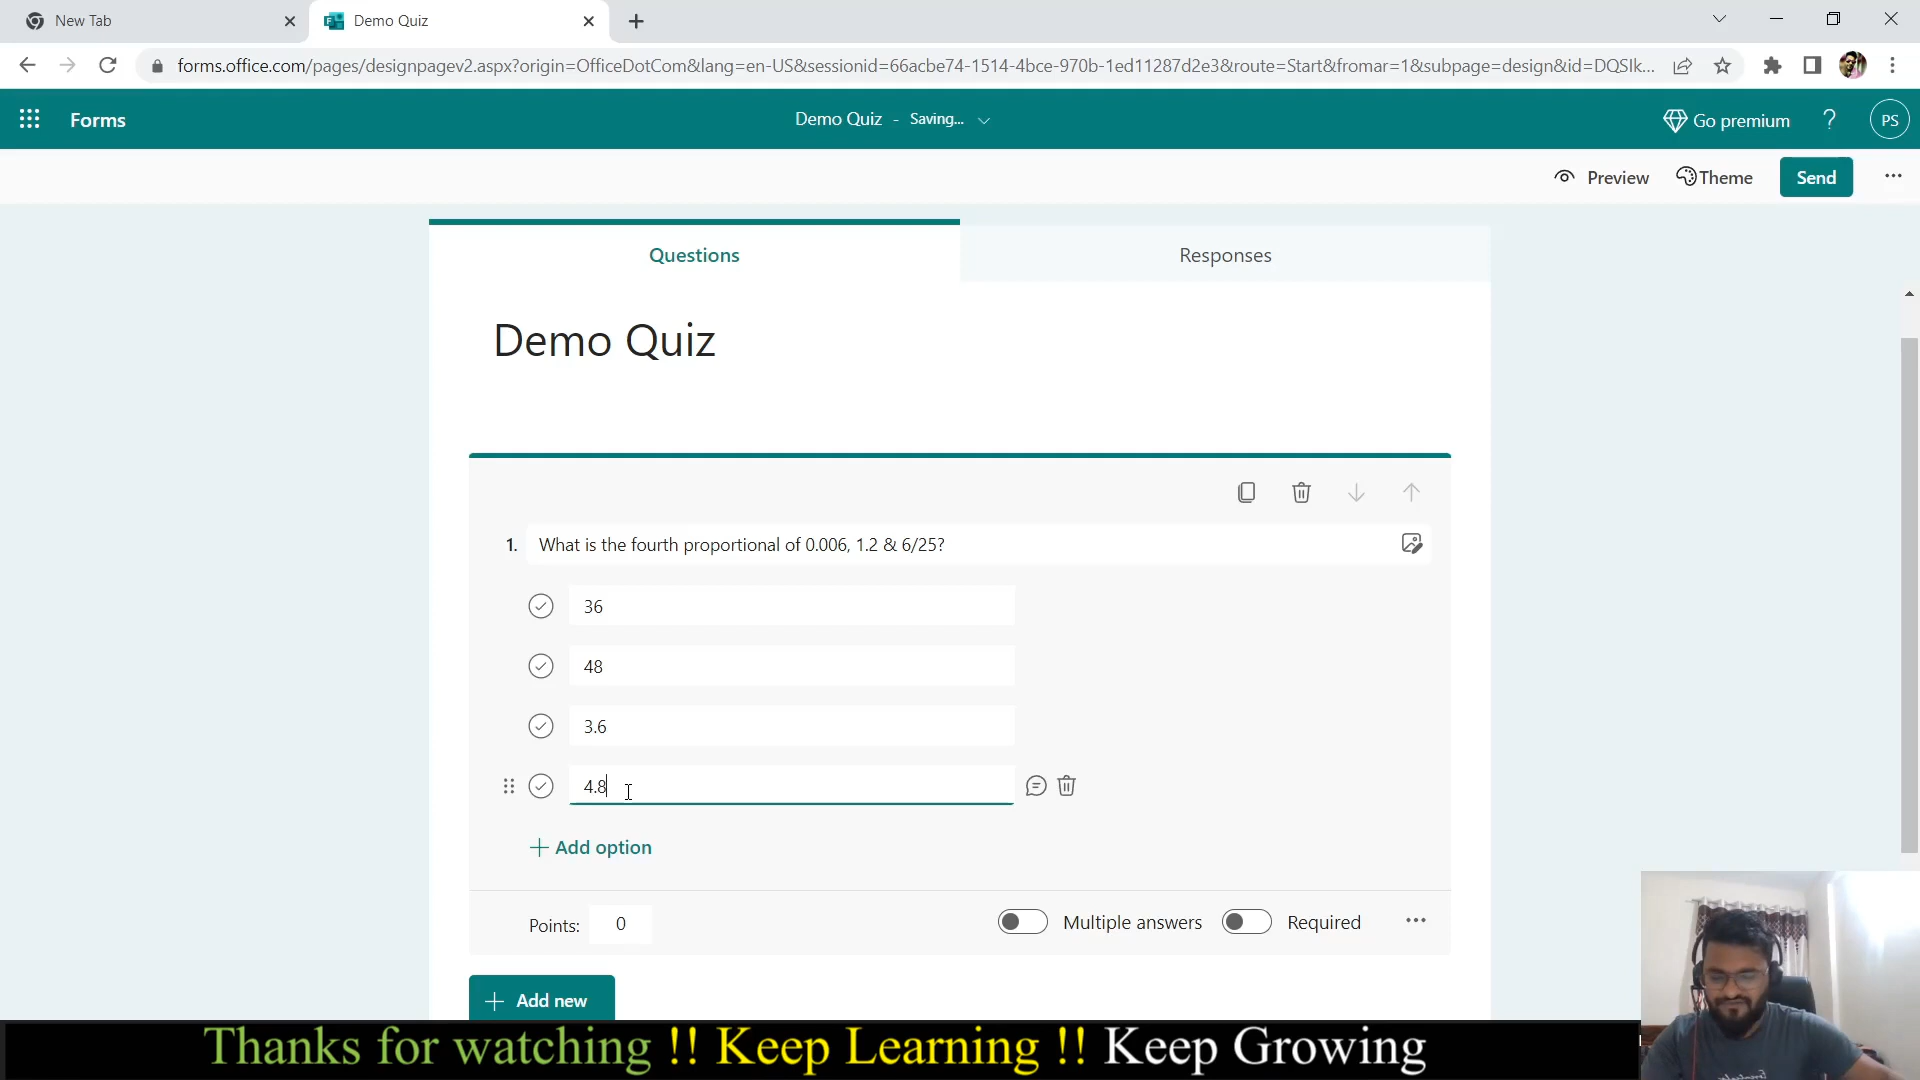 New Tab
Demo Quiz
forms.office.com/pages/designpagev2.aspx?origin=OfficeDotCom&lang=en-US&sessionid=66acbe74-1514-4bce-970b-1ed11287d2e3&route=Start&fromar=1&subpage=design&id=DQSIk...
Forms
Demo Quiz - Saving...
Go premium
?
PS
Preview
Theme
Send
Questions
Responses
Demo Quiz
1. What is the fourth proportional of 0.006, 1.2 & 6/25?
36
48
3.6
4.8
Add option
Points: 0
Multiple answers
Required
Add new
Thanks for watching !! Keep Learning !! Keep Growing